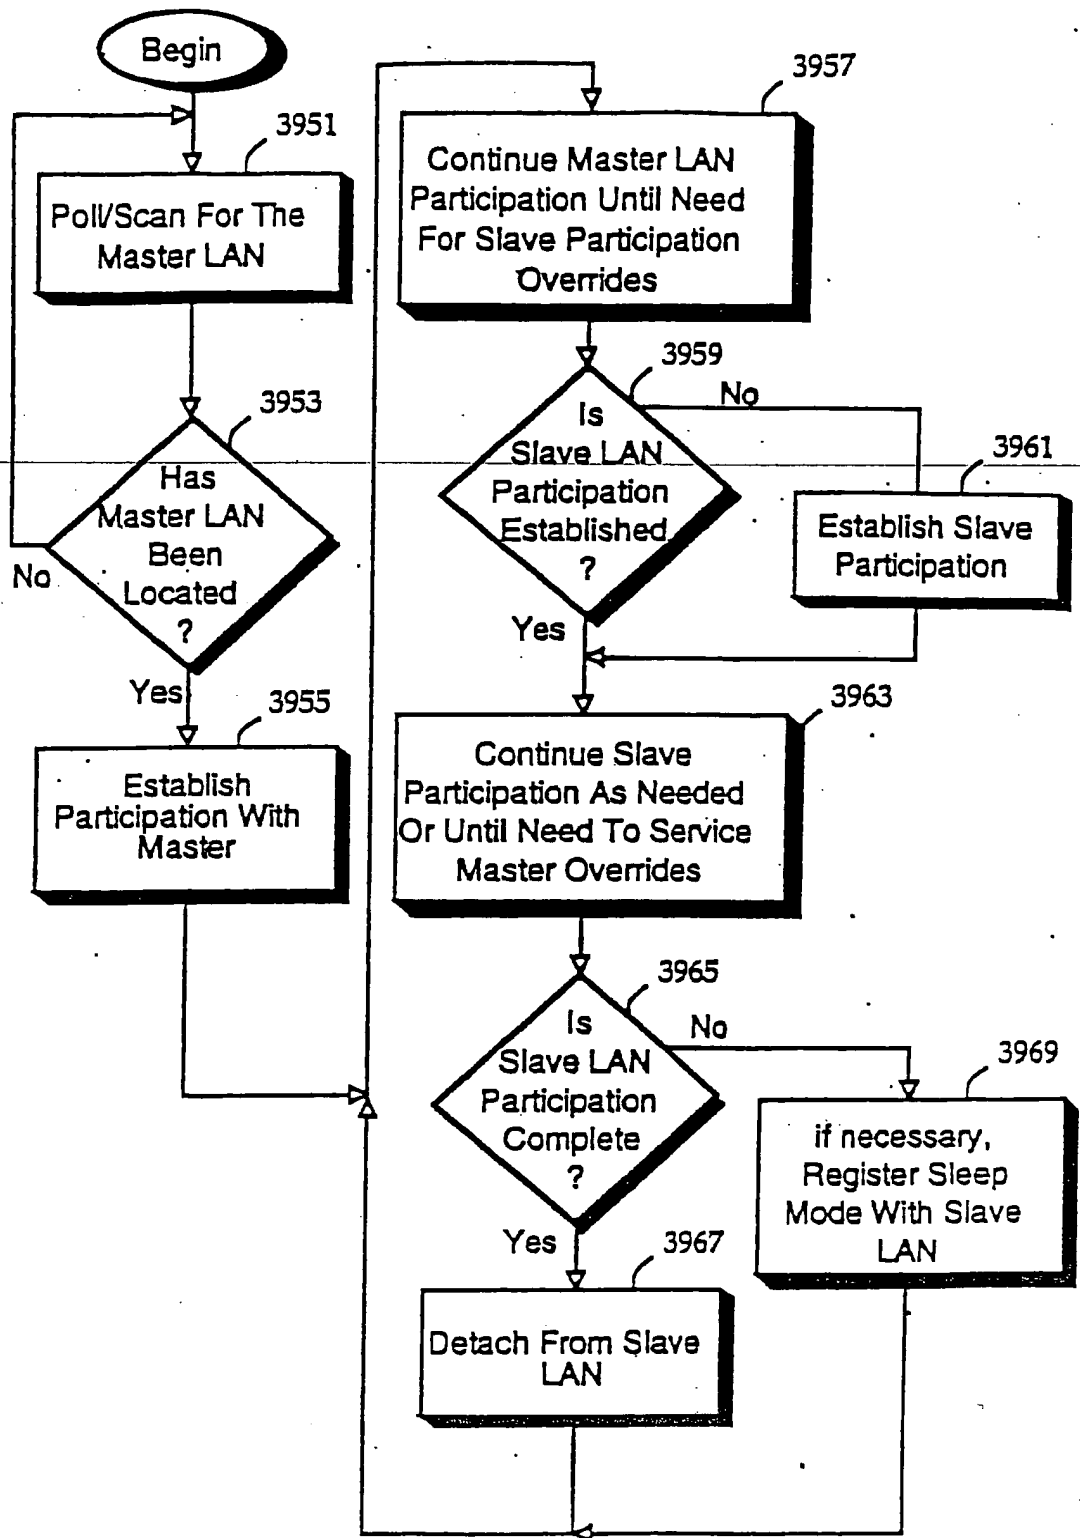 Begin
3951
Poll/Scan For The
Master LAN
3953
Has
Master LAN
Been
Located
?
No
Yes
3955
Establish
Participation With
Master
3957
Continue Master LAN
Participation Until Need
For Slave Participation
Overrides
3959
Is
Slave LAN
Participation
Established
?
No
Yes
3961
Establish Slave
Participation
3963
Continue Slave
Participation As Needed
Or Until Need To Service
Master Overrides
3965
Is
Slave LAN
Participation
Complete
?
No
Yes
3967
Detach From Slave
LAN
3969
if necessary,
Register Sleep
Mode With Slave
LAN